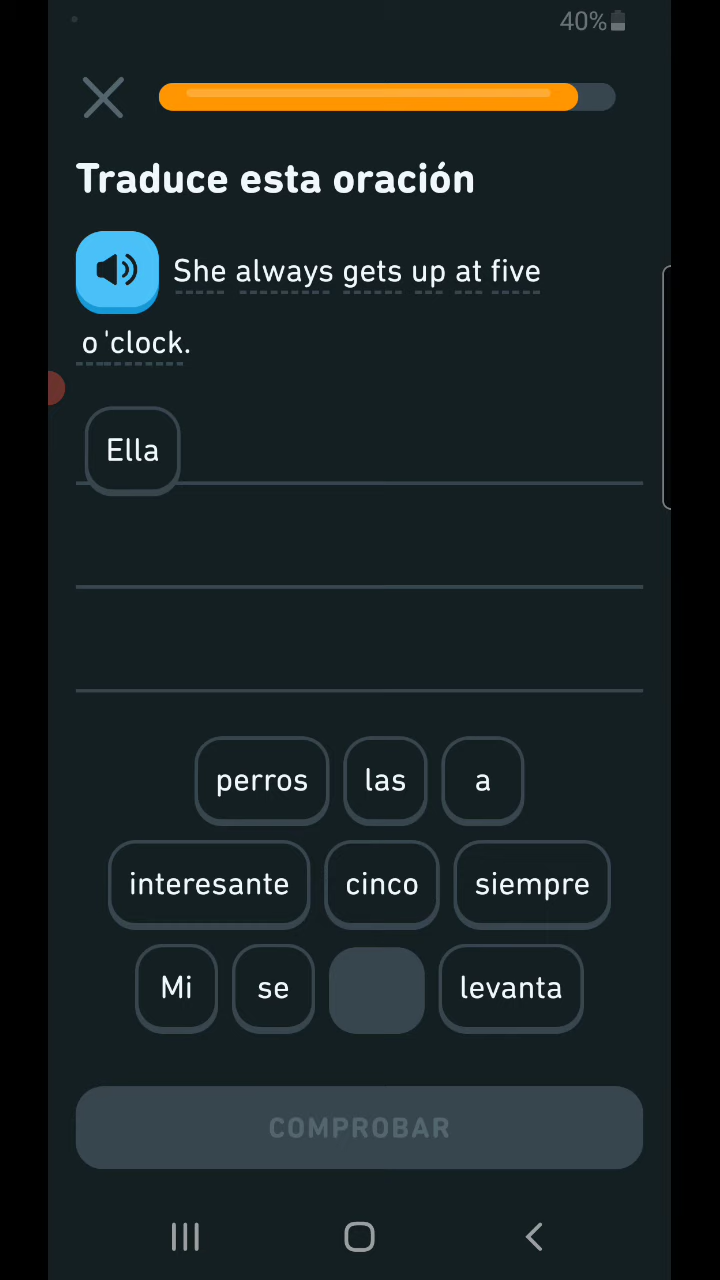 40%
Traduce esta oración
She always gets up at five
o 'clock.
Ella
perros las a
interesante cinco siempre
Mi se levanta
COMPROBAR